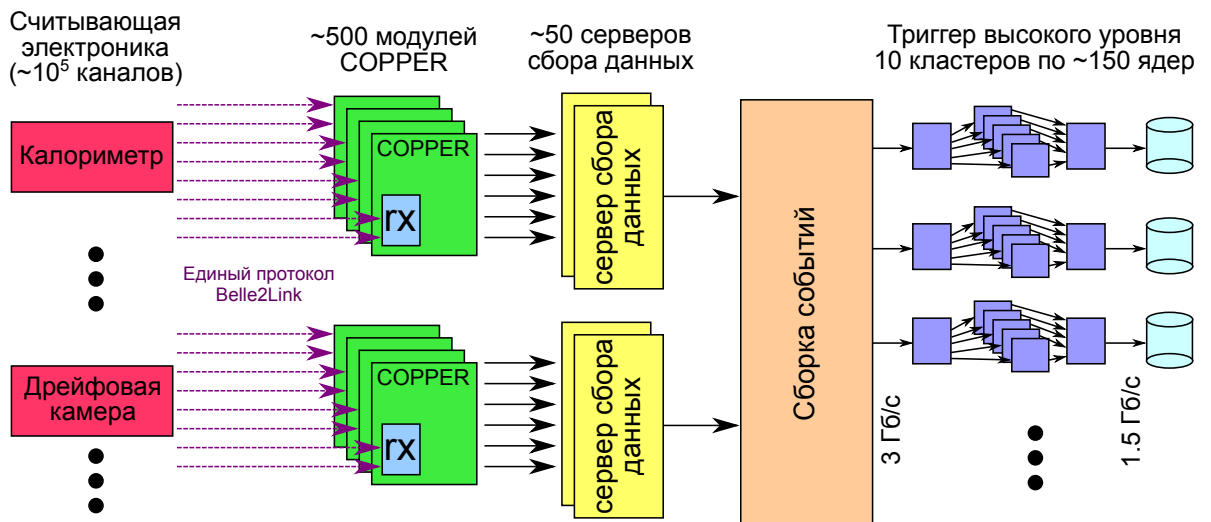 Считывающая
электроника
(~10⁵ каналов)
~500 модулей
COPPER
~50 серверов
сбора данных
Триггер высокого уровня
10 кластеров по ~150 ядер
Калориметр
COPPER
rx
сервер сбора
данных
Единый протокол
Belle2Link
Сборка событий
3 Гб/с
1.5 Гб/с
Дрейфовая
камера
COPPER
rx
сервер сбора
данных